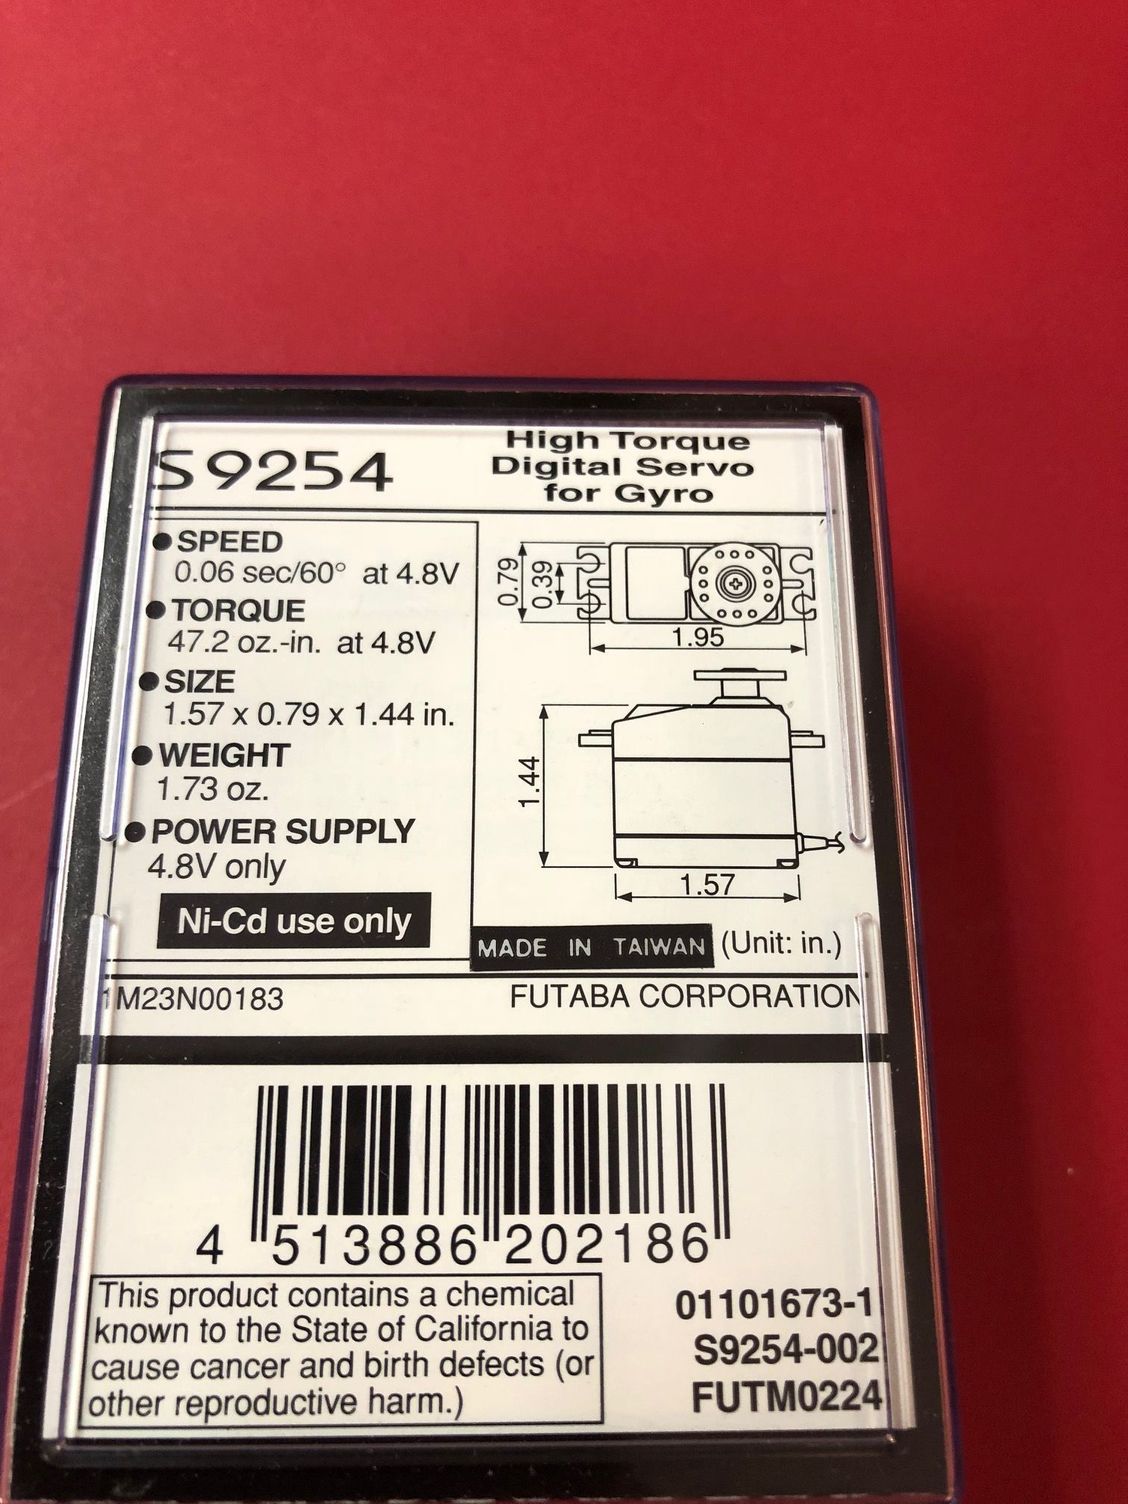 S9254
High Torque
Digital Servo
for Gyro
● SPEED
0.06 sec/60° at 4.8V
● TORQUE
47.2 oz.-in. at 4.8V
● SIZE
1.57 x 0.79 x 1.44 in.
● WEIGHT
1.73 oz.
● POWER SUPPLY
4.8V only
Ni-Cd use only
0.79
0.39
1.95
1.44
1.57
MADE IN TAIWAN (Unit: in.)
1M23N00183
FUTABA CORPORATION
4 513886 202186
This product contains a chemical
known to the State of California to
cause cancer and birth defects (or
other reproductive harm.)
01101673-1
S9254-002
FUTM0224